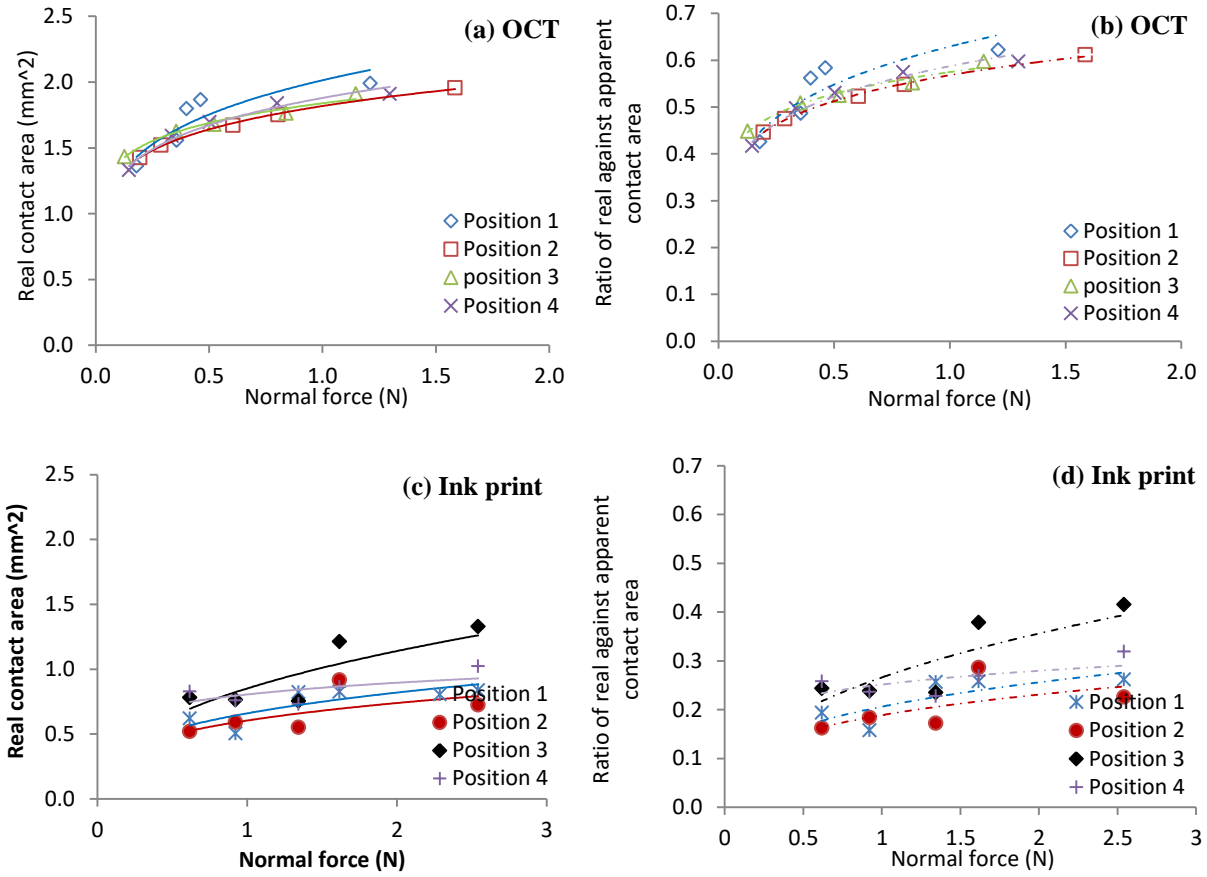 (a) OCT
Real contact area (mm^2)
2.5
2.0
1.5
1.0
0.5
0.0
0.0 0.5 1.0 1.5 2.0
Normal force (N)
Position 1
Position 2
position 3
Position 4
(b) OCT
Ratio of real against apparent
contact area
0.7
0.6
0.5
0.4
0.3
0.2
0.1
0.0
0.0 0.5 1.0 1.5 2.0
Normal force (N)
Position 1
Position 2
position 3
Position 4
(c) Ink print
Real contact area (mm^2)
2.5
2.0
1.5
1.0
0.5
0.0
0 1 2 3
Normal force (N)
Position 1
Position 2
Position 3
Position 4
(d) Ink print
Ratio of real against apparent
contact area
0.7
0.6
0.5
0.4
0.3
0.2
0.1
0.0
0 0.5 1 1.5 2 2.5 3
Normal force (N)
Position 1
Position 2
Position 3
Position 4